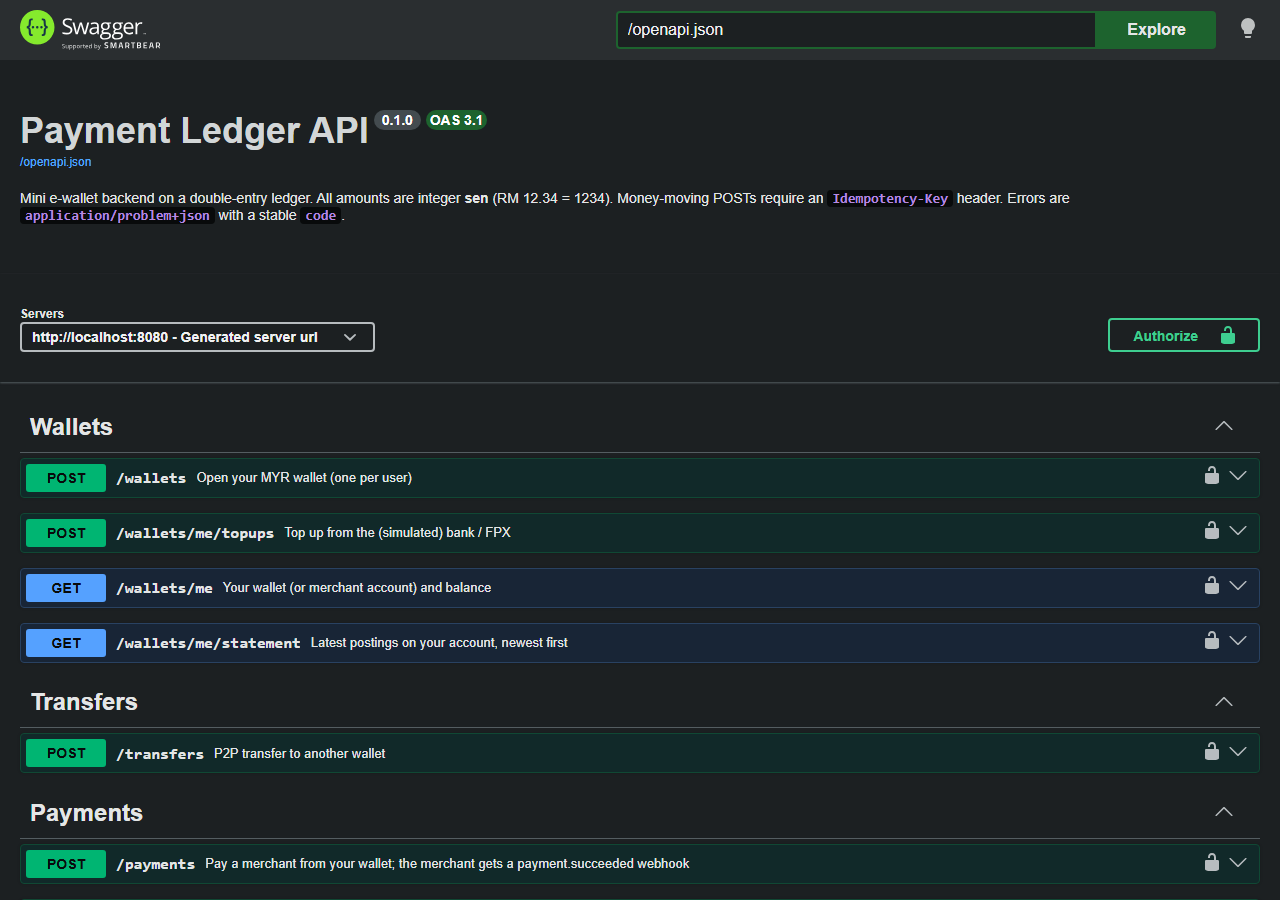 Swagger
Supported by SMARTBEAR
/openapi.json
Explore
Payment Ledger API 0.1.0 OAS 3.1
/openapi.json
Mini e-wallet backend on a double-entry ledger. All amounts are integer sen (RM 12.34 = 1234). Money-moving POSTs require an Idempotency-Key header. Errors are
application/problem+json with a stable code.
Servers
http://localhost:8080 - Generated server url
Authorize
Wallets
POST /wallets Open your MYR wallet (one per user)
POST /wallets/me/topups Top up from the (simulated) bank / FPX
GET /wallets/me Your wallet (or merchant account) and balance
GET /wallets/me/statement Latest postings on your account, newest first
Transfers
POST /transfers P2P transfer to another wallet
Payments
POST /payments Pay a merchant from your wallet; the merchant gets a payment.succeeded webhook